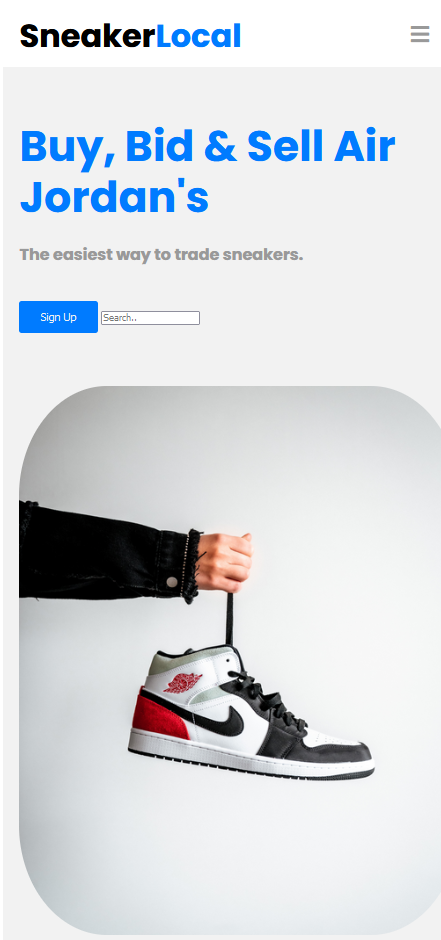 SneakerLocal
Buy, Bid & Sell Air
Jordan's
The easiest way to trade sneakers.
Sign Up
Search..